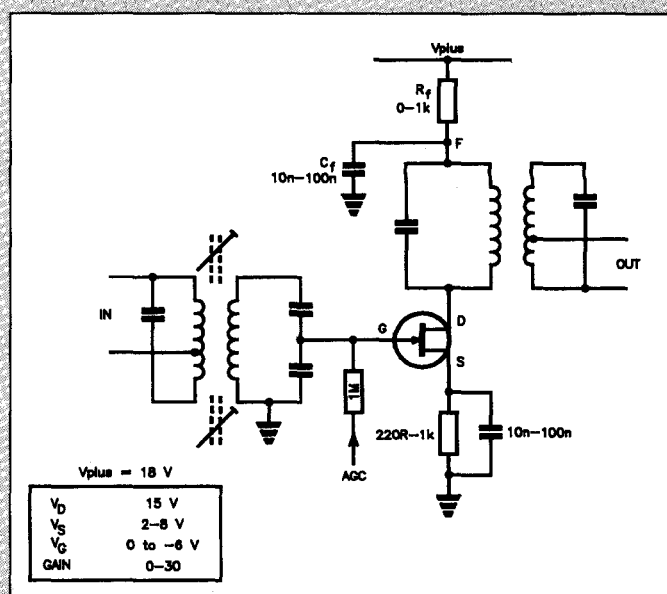 Vplus
Rf
0-1k
F
Cf
10n-100n
IN
OUT
G
D
S
1M
220R-1k
10n-100n
AGC
Vplus = 18 V
VD 15 V
VS 2-8 V
VG 0 to -6 V
GAIN 0-30